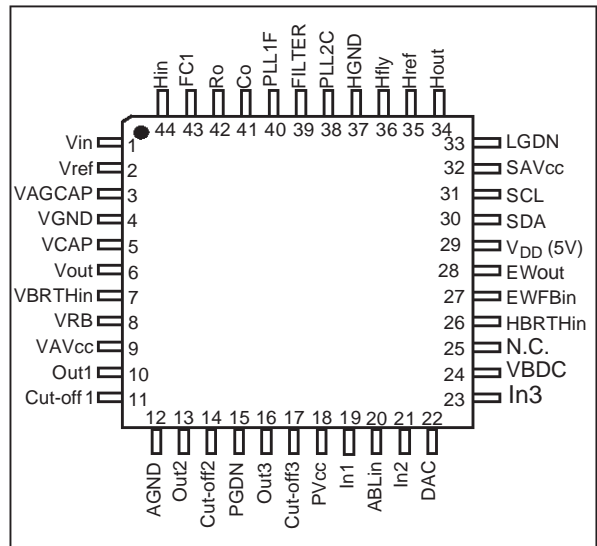 Hin FC1 Ro Co PLL1F FILTER PLL2C HGND Hfly Href Hout
44 43 42 41 40 39 38 37 36 35 34
Vin 1
Vref 2
VAGCAP 3
VGND 4
VCAP 5
Vout 6
VBRTHin 7
VRB 8
VAVcc 9
Out1 10
Cut-off 1 11
33 LGDN
32 SAVcc
31 SCL
30 SDA
29 VDD (5V)
28 EWout
27 EWFBin
26 HBRTHin
25 N.C.
24 VBDC
23 In3
12 13 14 15 16 17 18 19 20 21 22
AGND Out2 Cut-off2 PGDN Out3 Cut-off3 PVcc In1 ABLin In2 DAC